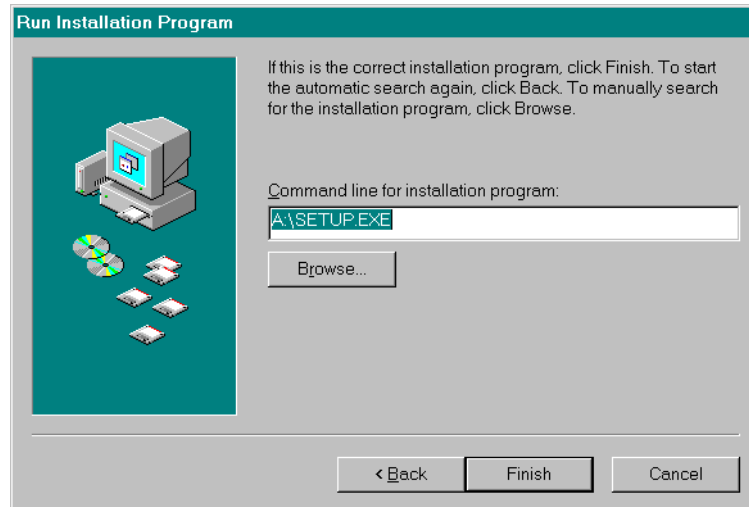 Run Installation Program
If this is the correct installation program, click Finish. To start
the automatic search again, click Back. To manually search
for the installation program, click Browse.
Command line for installation program:
A:\SETUP.EXE
Browse...
< Back
Finish
Cancel